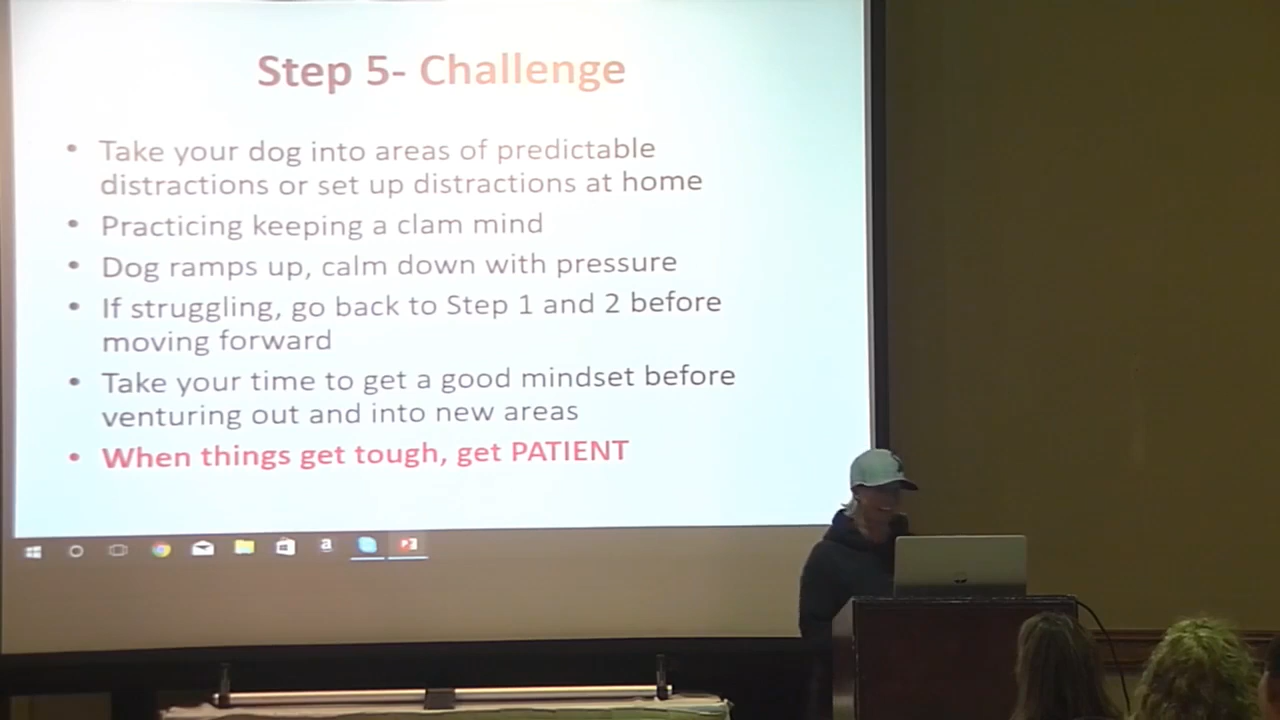 Step 5- Challenge
• Take your dog into areas of predictable
distractions or set up distractions at home
• Practicing keeping a clam mind
• Dog ramps up, calm down with pressure
• If struggling, go back to Step 1 and 2 before
moving forward
• Take your time to get a good mindset before
venturing out and into new areas
• When things get tough, get PATIENT